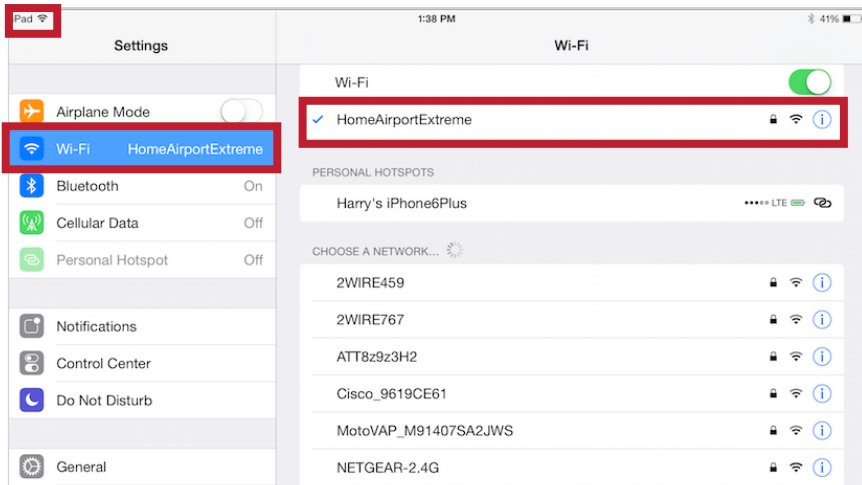 Pad 1:38 PM 41%
Settings
Wi-Fi
Airplane Mode
Wi-Fi HomeAirportExtreme
Bluetooth On
Cellular Data Off
Personal Hotspot Off
Notifications
Control Center
Do Not Disturb
General
Wi-Fi
HomeAirportExtreme
PERSONAL HOTSPOTS
Harry's iPhone6Plus LTE
CHOOSE A NETWORK...
2WIRE459
2WIRE767
ATT8z9z3H2
Cisco_9619CE61
MotoVAP_M91407SA2JWS
NETGEAR-2.4G